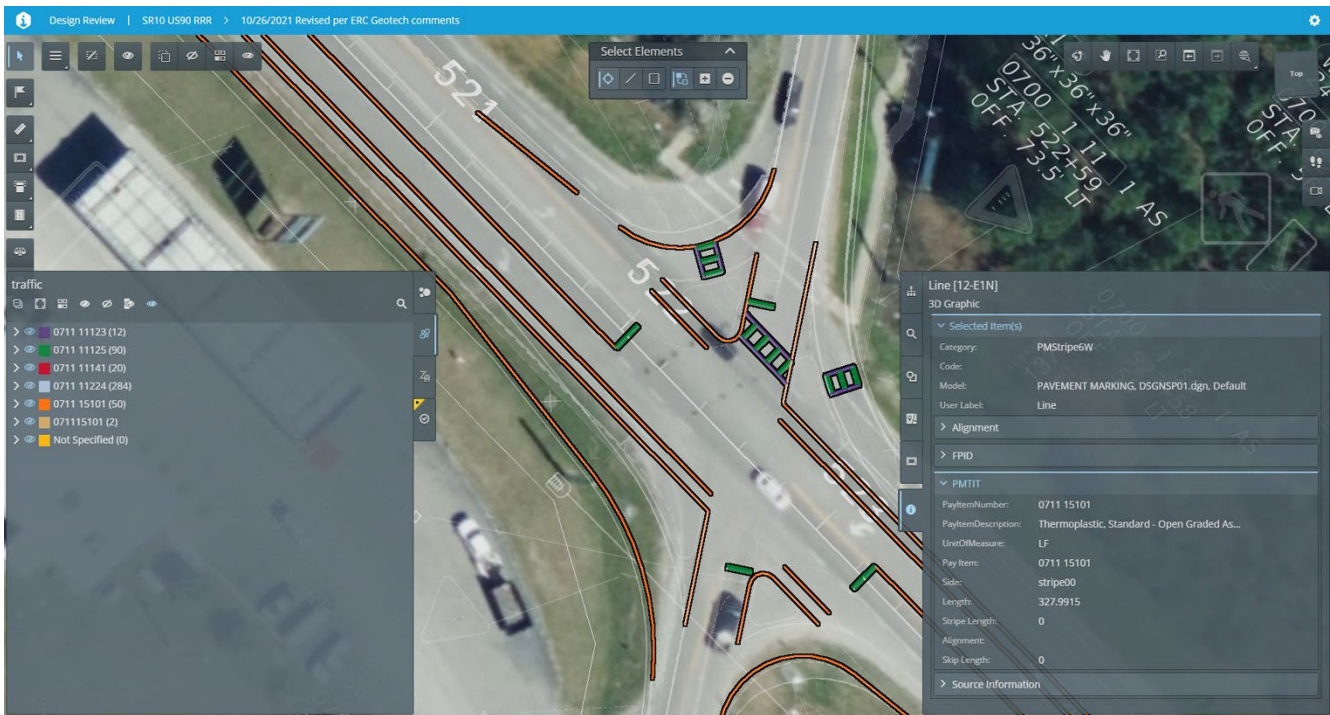 Design Review | SR10 US90 RRR > 10/26/2021 Revised per ERC Geotech comments
Select Elements
Top
521
36"x36"
0700 1 11
STA. 522+59
OFF. 73.5' LT
1 AS
STA.
OFF.
traffic
0711 11123 (12)
0711 11125 (90)
0711 11141 (20)
0711 11224 (284)
0711 15101 (50)
071115101 (2)
Not Specified (0)
Line [12-E1N]
3D Graphic
Selected Item(s)
Category: PMStripe6W
Code:
Model: PAVEMENT MARKING, DSGNSP01.dgn, Default
User Label: Line
Alignment
FPID
PMTIT
PayItemNumber: 0711 15101
PayItemDescription: Thermoplastic, Standard - Open Graded As...
UnitOfMeasure: LF
Pay Item: 0711 15101
Side: stripe00
Length: 327.9915
Stripe Length: 0
Alignment:
Skip Length: 0
Source Information